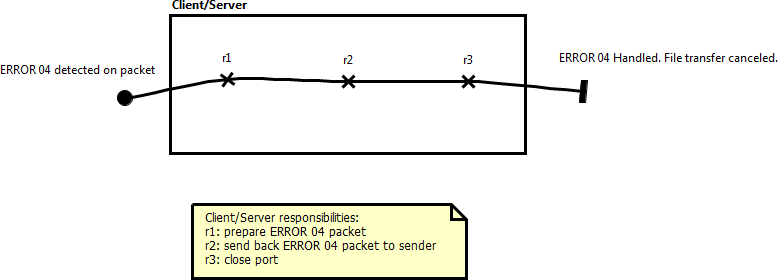 Client/Server
r1
r2
r3
ERROR 04 detected on packet
ERROR 04 Handled. File transfer canceled.
Client/Server responsibilities:
r1: prepare ERROR 04 packet
r2: send back ERROR 04 packet to sender
r3: close port